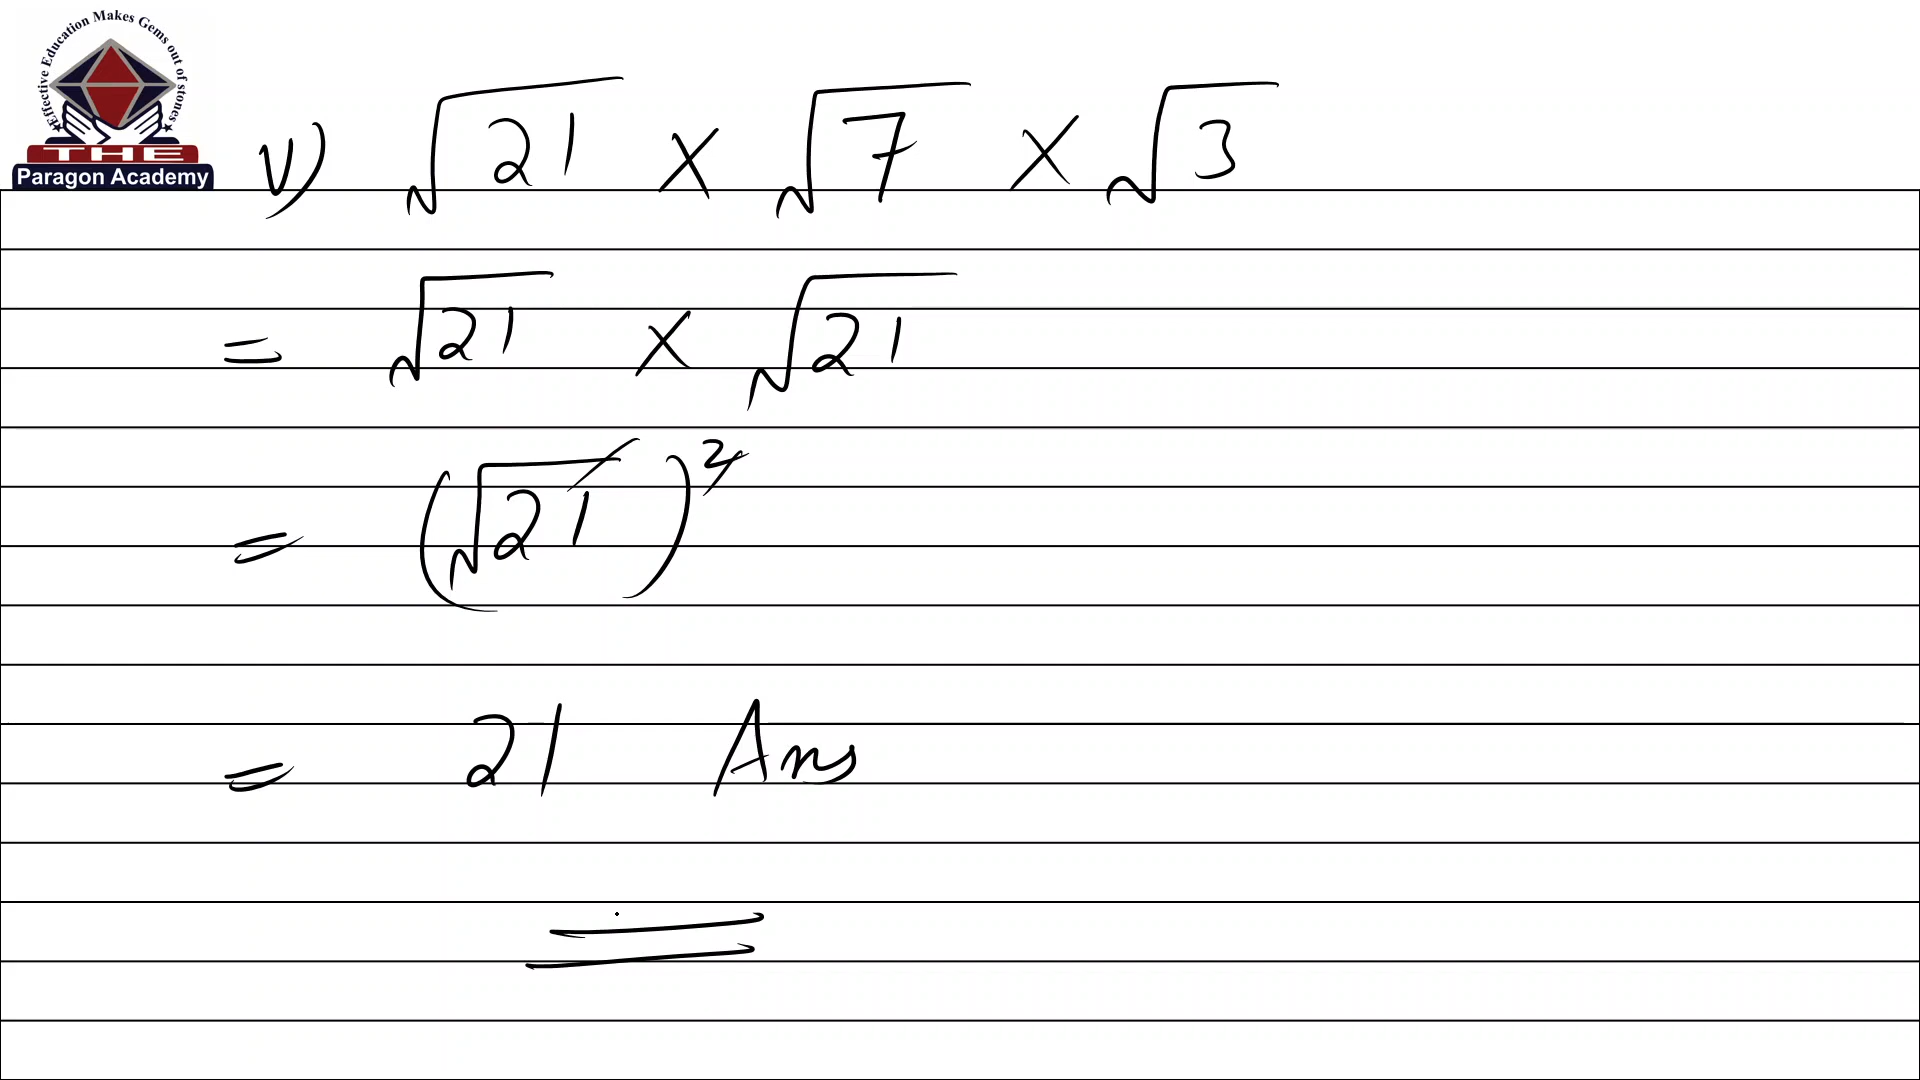 Effective Education Makes Gems out of stones
THE
Paragon Academy
v) √21 × √7 × √3
= √21 × √21
= (√21)²
= 21 Ans